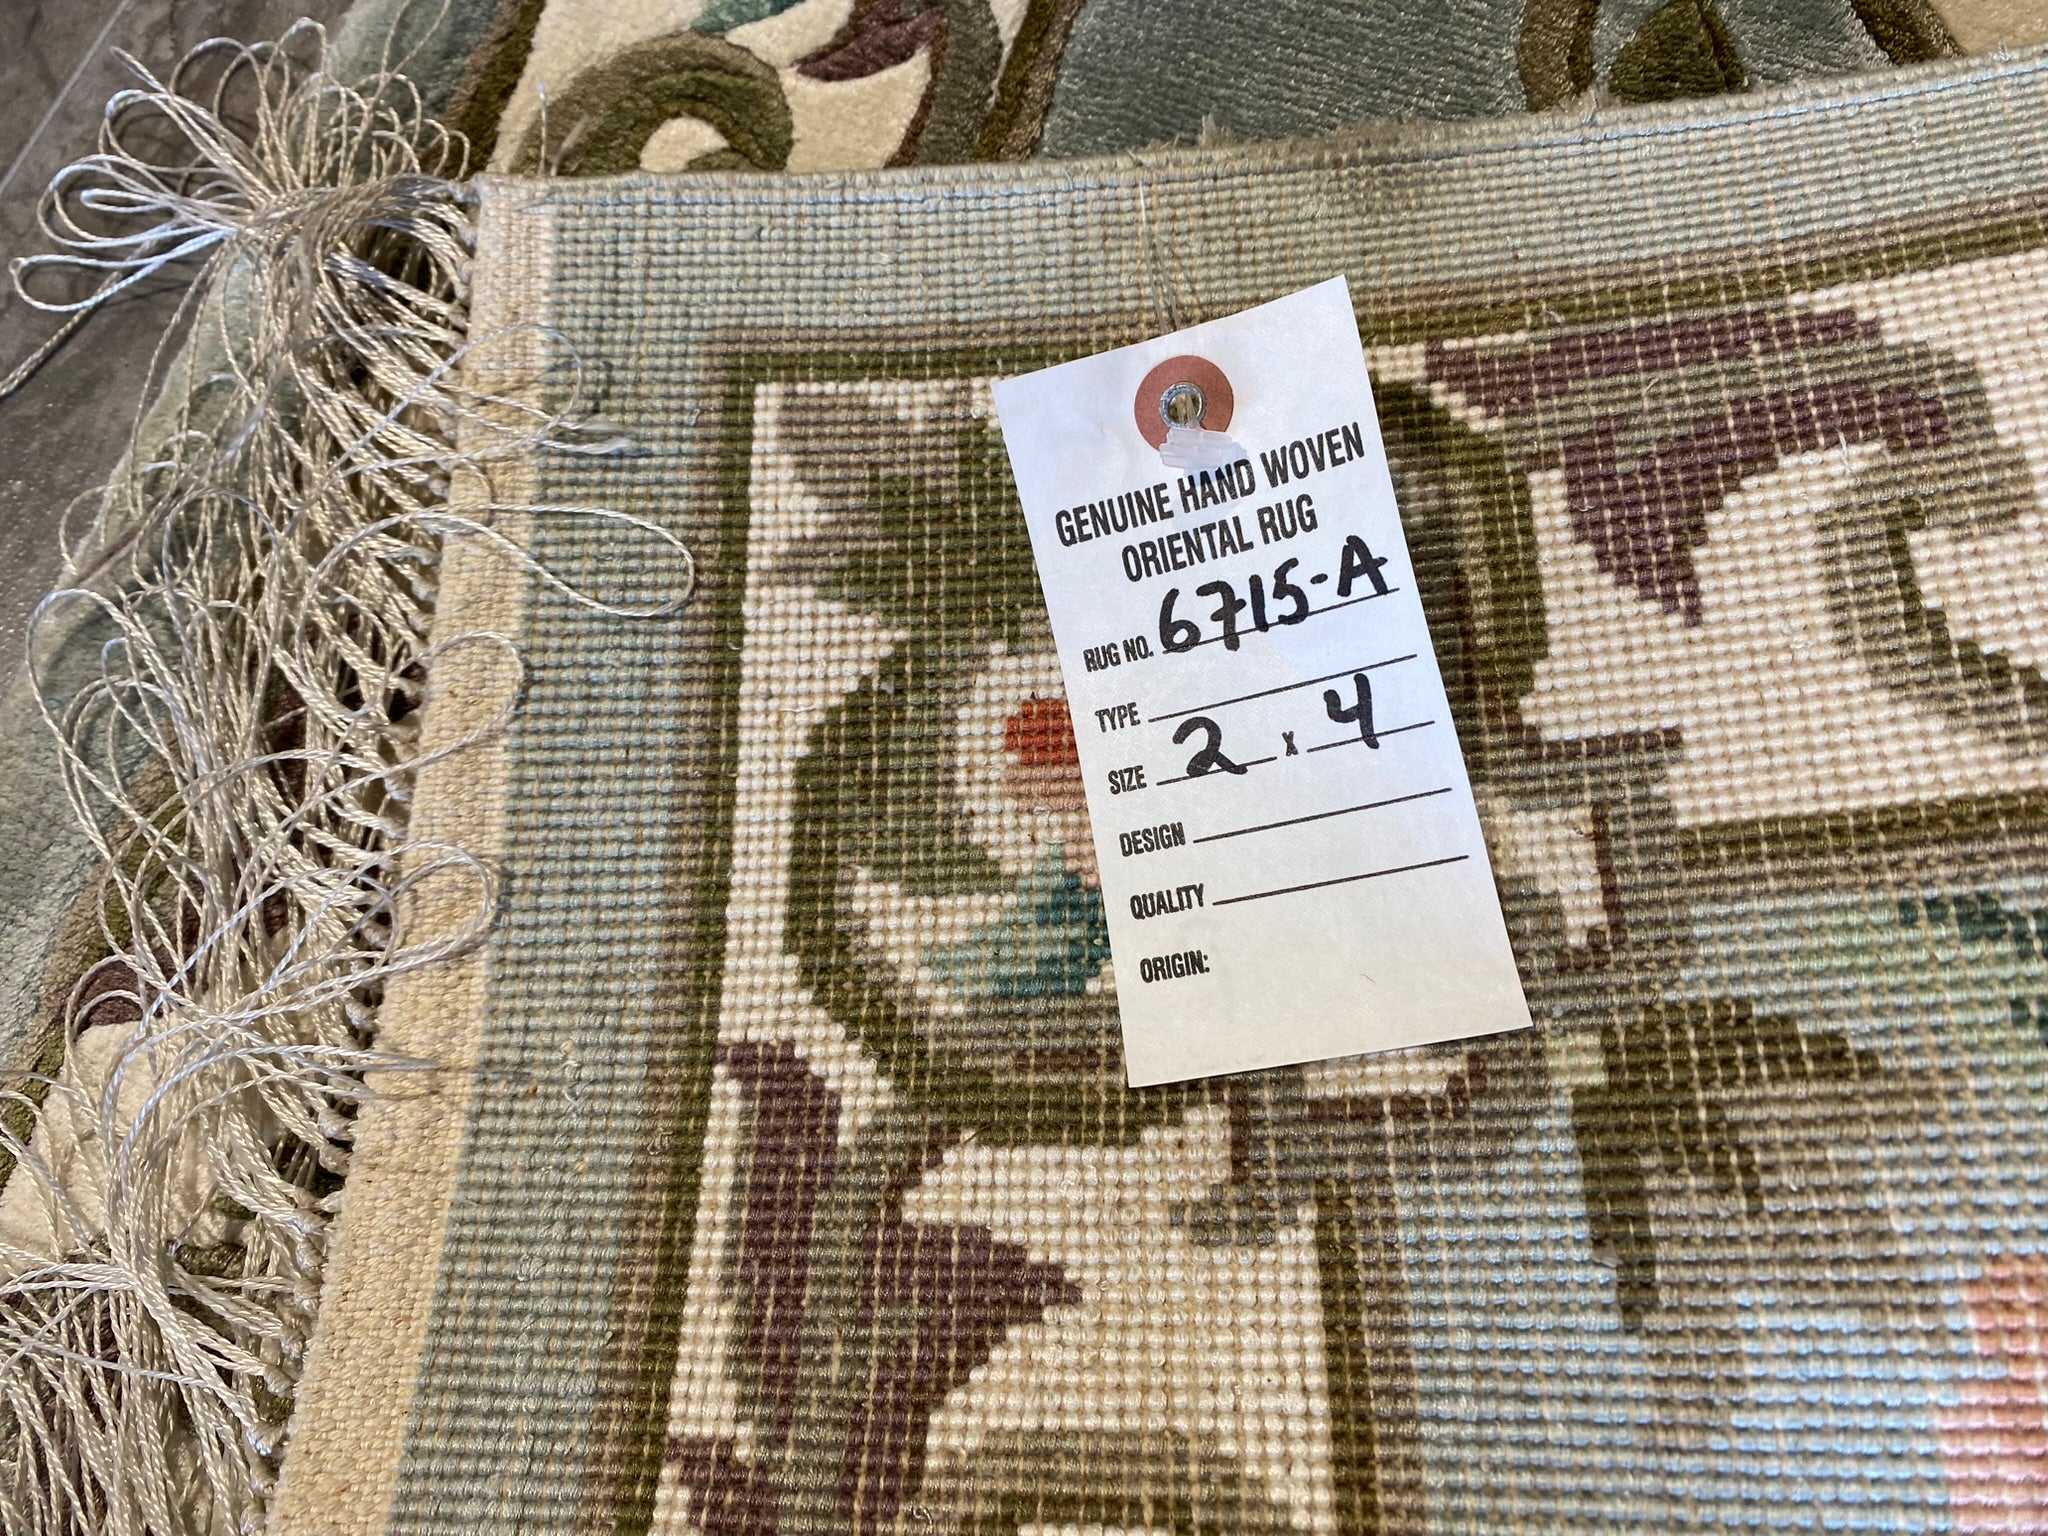 GENUINE HAND WOVEN
ORIENTAL RUG
RUG NO. 6715-A
TYPE
SIZE 2 x 4
DESIGN
QUALITY
ORIGIN: